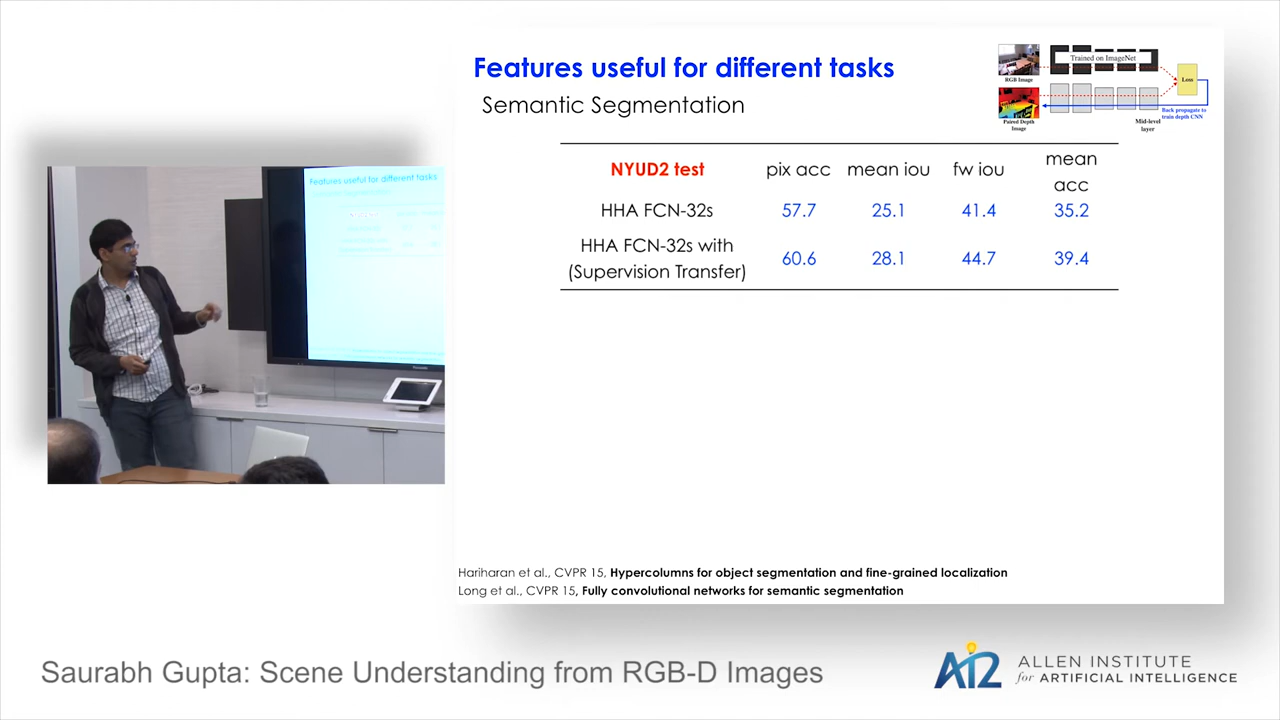 Features useful for different tasks
Semantic Segmentation
RGB Image
Trained on ImageNet
Loss
Paired Depth
Image
Mid-level
layer
Back propagate to
train depth CNN
NYUD2 test pix acc mean iou fw iou mean acc
HHA FCN-32s 57.7 25.1 41.4 35.2
HHA FCN-32s with
(Supervision Transfer) 60.6 28.1 44.7 39.4
Features useful for different tasks
Hariharan et al., CVPR 15, Hypercolumns for object segmentation and fine-grained localization
Long et al., CVPR 15, Fully convolutional networks for semantic segmentation
Saurabh Gupta: Scene Understanding from RGB-D Images
AI2 ALLEN INSTITUTE
for ARTIFICIAL INTELLIGENCE